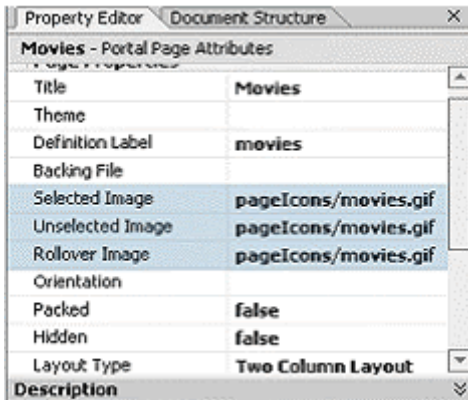 Property Editor Document Structure
Movies - Portal Page Attributes
Page Properties
Title Movies
Theme
Definition Label movies
Backing File
Selected Image pageIcons/movies.gif
Unselected Image pageIcons/movies.gif
Rollover Image pageIcons/movies.gif
Orientation
Packed false
Hidden false
Layout Type Two Column Layout
Description